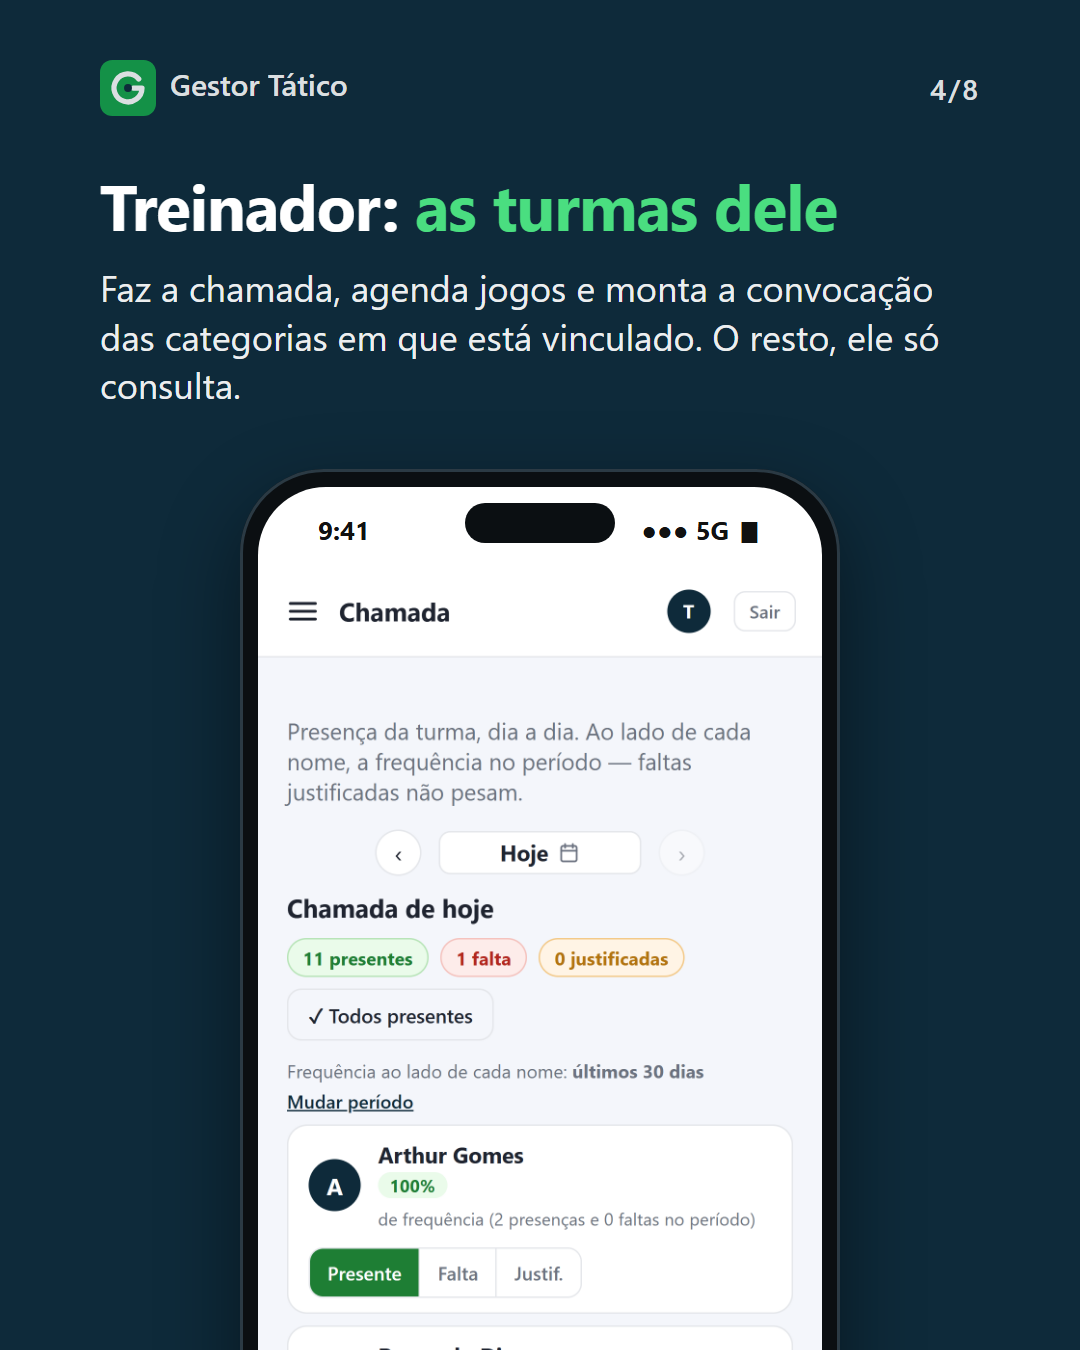 Gestor Tático
4/8
Treinador: as turmas dele
Faz a chamada, agenda jogos e monta a convocação
das categorias em que está vinculado. O resto, ele só
consulta.
9:41
5G
Chamada
T
Sair
Presença da turma, dia a dia. Ao lado de cada
nome, a frequência no período — faltas
justificadas não pesam.
‹
Hoje
›
Chamada de hoje
11 presentes
1 falta
0 justificadas
✓ Todos presentes
Frequência ao lado de cada nome: últimos 30 dias
Mudar período
A
Arthur Gomes
100%
de frequência (2 presenças e 0 faltas no período)
Presente
Falta
Justif.